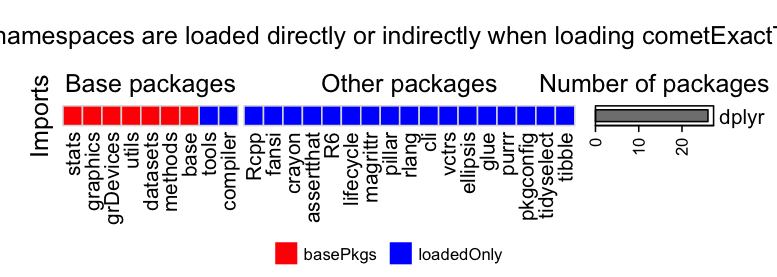 namespaces are loaded directly or indirectly when loading cometExactT
Base packages
Other packages
Number of packages
Imports
dplyr
stats
graphics
grDevices
utils
datasets
methods
base
tools
compiler
Rcpp
fansi
crayon
assertthat
R6
lifecycle
magrittr
pillar
rlang
cli
vctrs
ellipsis
glue
purrr
pkgconfig
tidyselect
tibble
0
10
20
basePkgs
loadedOnly